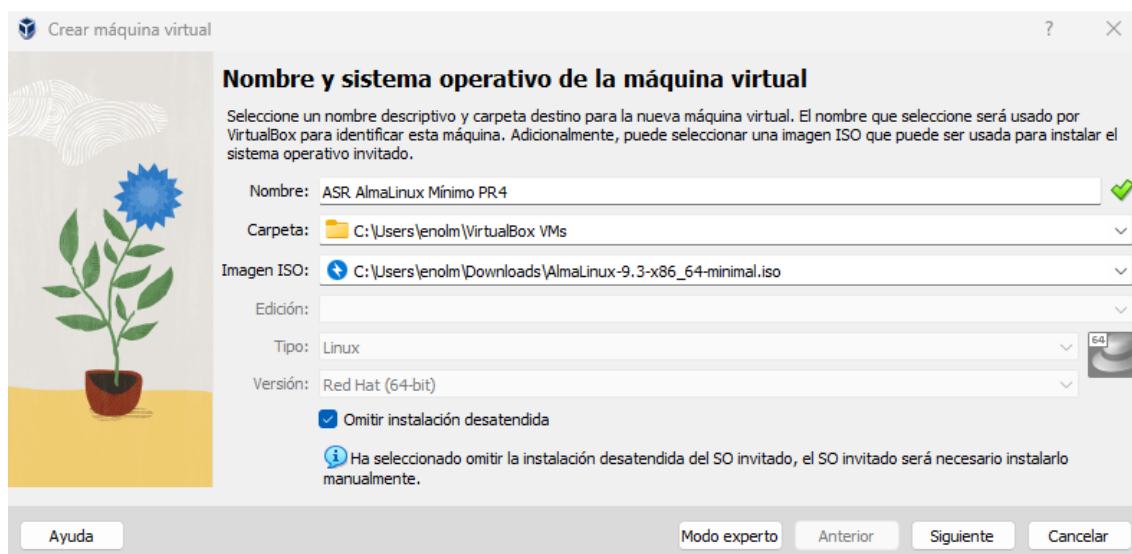 Crear máquina virtual
?
Nombre y sistema operativo de la máquina virtual
Seleccione un nombre descriptivo y carpeta destino para la nueva máquina virtual. El nombre que seleccione será usado por
VirtualBox para identificar esta máquina. Adicionalmente, puede seleccionar una imagen ISO que puede ser usada para instalar el
sistema operativo invitado.
Nombre: ASR AlmaLinux Mínimo PR4
Carpeta: C:\Users\enolm\VirtualBox VMs
Imagen ISO: C:\Users\enolm\Downloads\AlmaLinux-9.3-x86_64-minimal.iso
Edición:
Tipo: Linux
64
Versión: Red Hat (64-bit)
Omitir instalación desatendida
Ha seleccionado omitir la instalación desatendida del SO invitado, el SO invitado será necesario instalarlo
manualmente.
Ayuda Modo experto Anterior Siguiente Cancelar